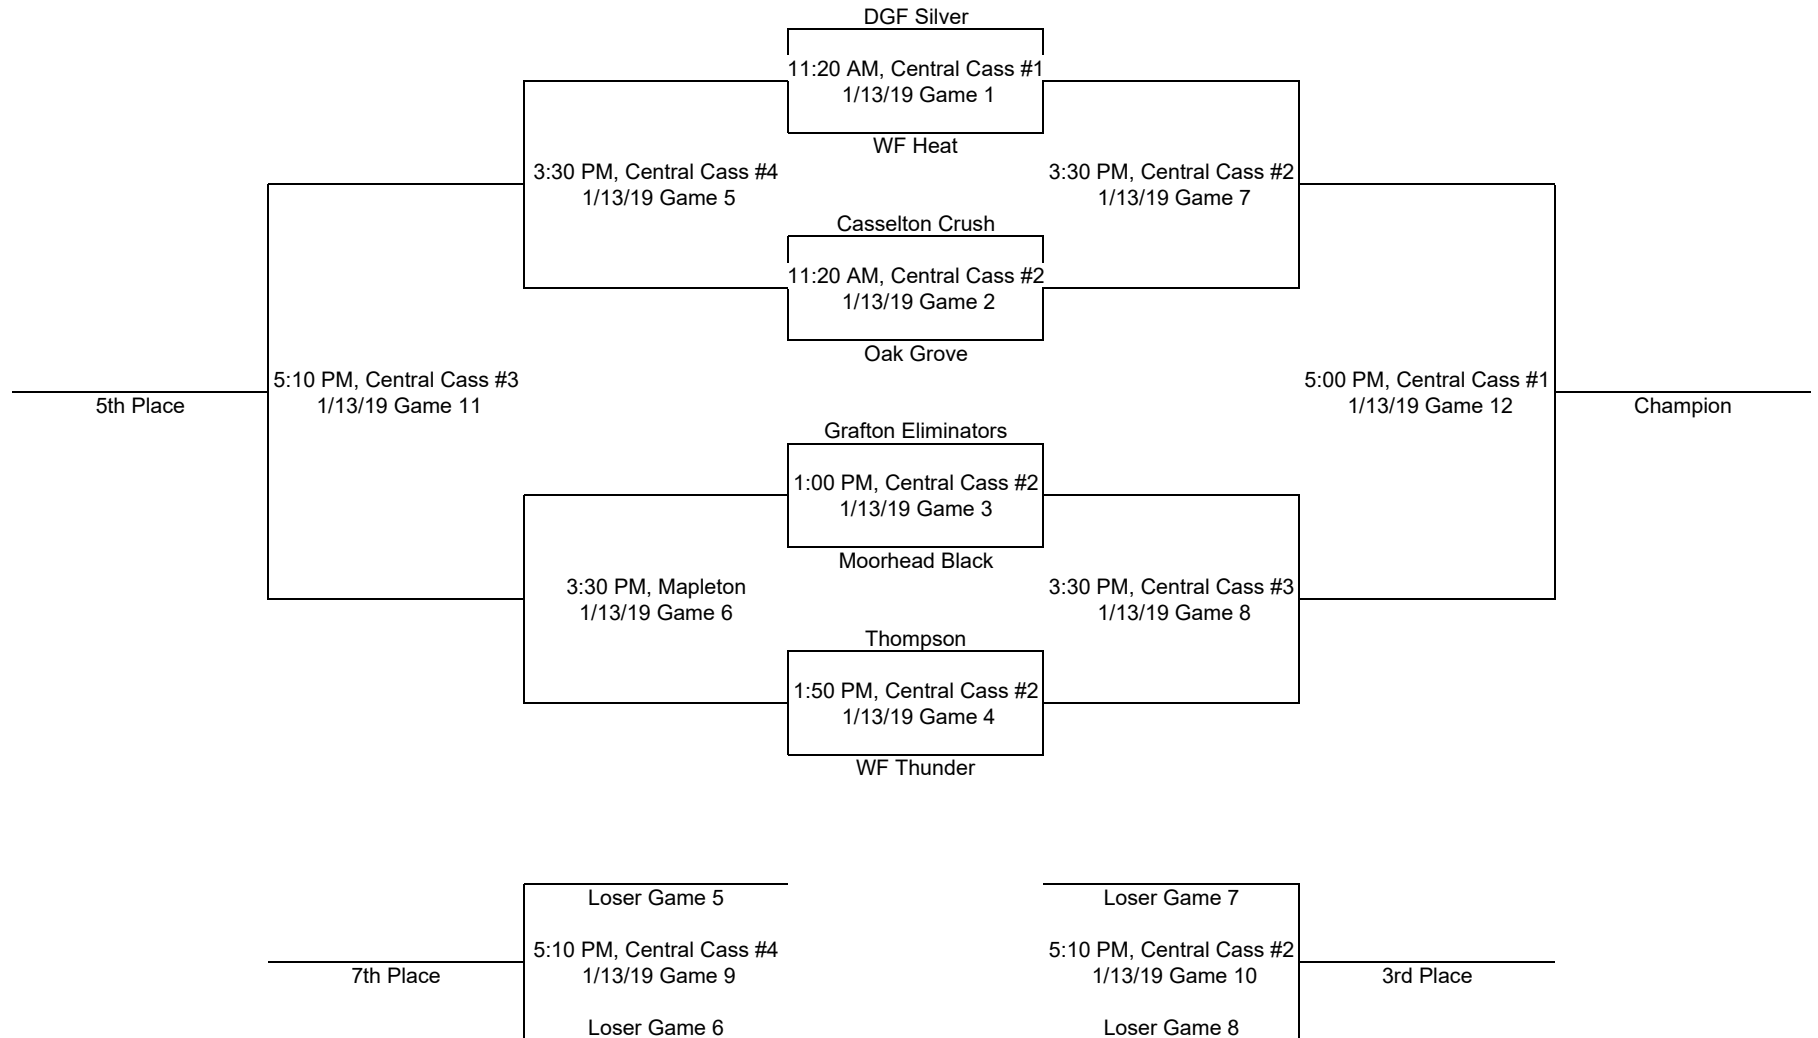 DGF Silver
11:20 AM, Central Cass #1
1/13/19 Game 1
WF Heat
3:30 PM, Central Cass #4
1/13/19 Game 5
3:30 PM, Central Cass #2
1/13/19 Game 7
Casselton Crush
11:20 AM, Central Cass #2
1/13/19 Game 2
Oak Grove
5:10 PM, Central Cass #3
1/13/19 Game 11
5th Place
5:00 PM, Central Cass #1
1/13/19 Game 12
Champion
Grafton Eliminators
1:00 PM, Central Cass #2
1/13/19 Game 3
Moorhead Black
3:30 PM, Mapleton
1/13/19 Game 6
3:30 PM, Central Cass #3
1/13/19 Game 8
Thompson
1:50 PM, Central Cass #2
1/13/19 Game 4
WF Thunder
Loser Game 5
Loser Game 7
5:10 PM, Central Cass #4
1/13/19 Game 9
7th Place
5:10 PM, Central Cass #2
1/13/19 Game 10
3rd Place
Loser Game 6
Loser Game 8